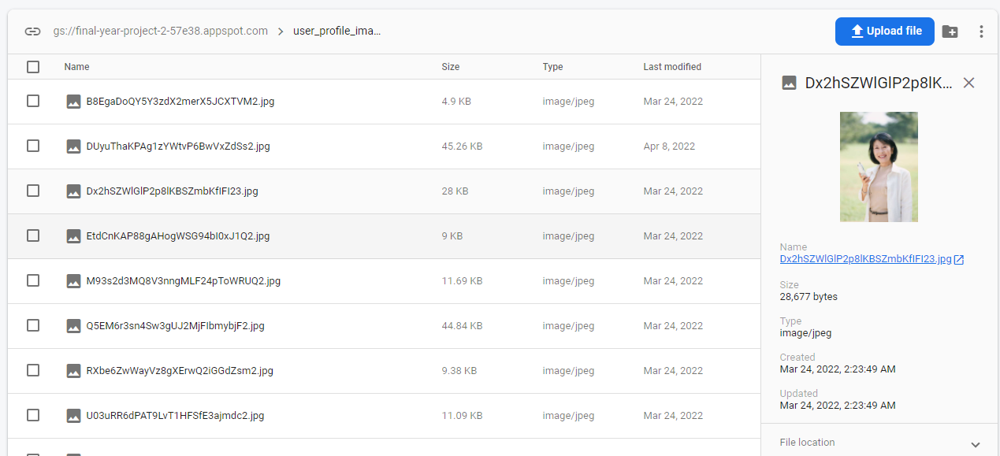 gs://final-year-project-2-57e38.appspot.com > user_profile_ima...
Upload file
Name Size Type Last modified
B8EgaDoQY5Y3zdX2merX5JCXTVM2.jpg 4.9 KB image/jpeg Mar 24, 2022
DUyuThaKPAg1zYWtvP6BwVxZdSs2.jpg 45.26 KB image/jpeg Apr 8, 2022
Dx2hSZWlGlP2p8lKBSZmbKfIFI23.jpg 28 KB image/jpeg Mar 24, 2022
EtdCnKAP88gAHogWSG94bI0xJ1Q2.jpg 9 KB image/jpeg Mar 24, 2022
M93s2d3MQ8V3nngMLF24pToWRUQ2.jpg 11.69 KB image/jpeg Mar 24, 2022
Q5EM6r3sn4Sw3gUJ2MjFIbmybjF2.jpg 44.84 KB image/jpeg Mar 24, 2022
RXbe6ZwWayVz8gXErwQ2iGGdZsm2.jpg 9.38 KB image/jpeg Mar 24, 2022
U03uRR6dPAT9LvT1HFSfE3ajmdc2.jpg 11.09 KB image/jpeg Mar 24, 2022
Dx2hSZWlGlP2p8lK...
Name
Dx2hSZWlGlP2p8lKBSZmbKfIFI23.jpg
Size
28,677 bytes
Type
image/jpeg
Created
Mar 24, 2022, 2:23:49 AM
Updated
Mar 24, 2022, 2:23:49 AM
File location